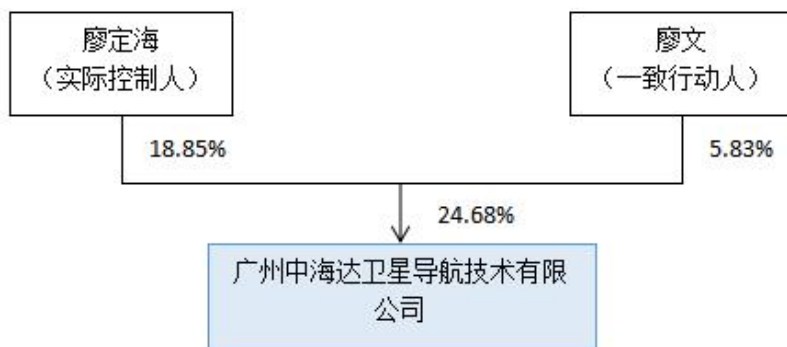 廖定海
（实际控制人）
廖文
（一致行动人）
18.85%
5.83%
24.68%
广州中海达卫星导航技术有限
公司